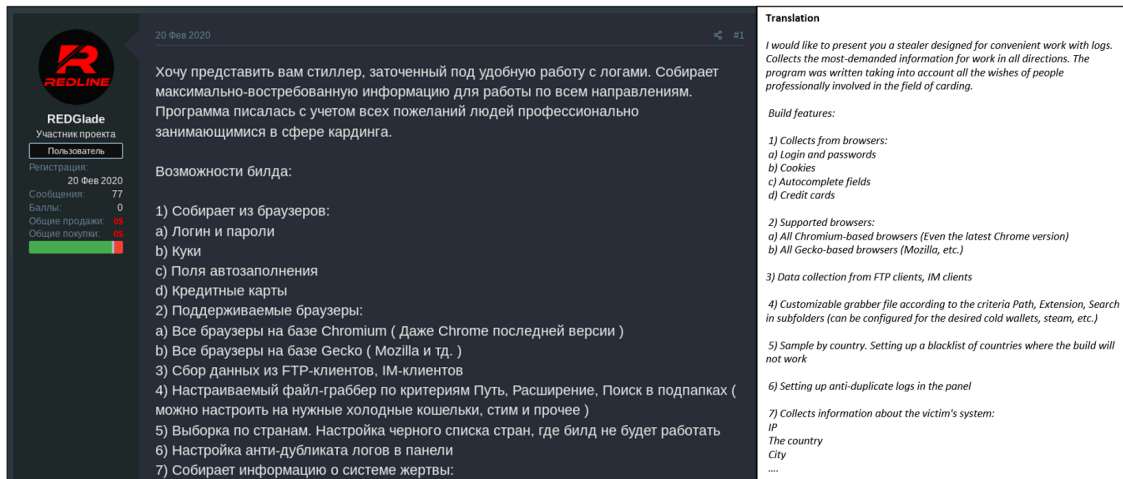 20 Фев 2020
#1
REDLINE
REDGlade
Участник проекта
Пользователь
Регистрация:
20 Фев 2020
Сообщения: 77
Баллы: 0
Общие продажи: 0$
Общие покупки: 0$
Хочу представить вам стиллер, заточенный под удобную работу с логами. Собирает
максимально-востребованную информацию для работы по всем направлениям.
Программа писалась с учетом всех пожеланий людей профессионально
занимающимися в сфере кардинга.
Возможности билда:
1) Собирает из браузеров:
a) Логин и пароли
b) Куки
c) Поля автозаполнения
d) Кредитные карты
2) Поддерживаемые браузеры:
a) Все браузеры на базе Chromium ( Даже Chrome последней версии )
b) Все браузеры на базе Gecko ( Mozilla и тд. )
3) Сбор данных из FTP-клиентов, IM-клиентов
4) Настраиваемый файл-граббер по критериям Путь, Расширение, Поиск в подпапках (
можно настроить на нужные холодные кошельки, стим и прочее )
5) Выборка по странам. Настройка черного списка стран, где билд не будет работать
6) Настройка анти-дубликата логов в панели
7) Собирает информацию о системе жертвы:
Translation
I would like to present you a stealer designed for convenient work with logs.
Collects the most-demanded information for work in all directions. The
program was written taking into account all the wishes of people
professionally involved in the field of carding.
Build features:
1) Collects from browsers:
a) Login and passwords
b) Cookies
c) Autocomplete fields
d) Credit cards
2) Supported browsers:
a) All Chromium-based browsers (Even the latest Chrome version)
b) All Gecko-based browsers (Mozilla, etc.)
3) Data collection from FTP clients, IM clients
4) Customizable grabber file according to the criteria Path, Extension, Search
in subfolders (can be configured for the desired cold wallets, steam, etc.)
5) Sample by country. Setting up a blacklist of countries where the build will
not work
6) Setting up anti-duplicate logs in the panel
7) Collects information about the victim's system:
IP
The country
City
....